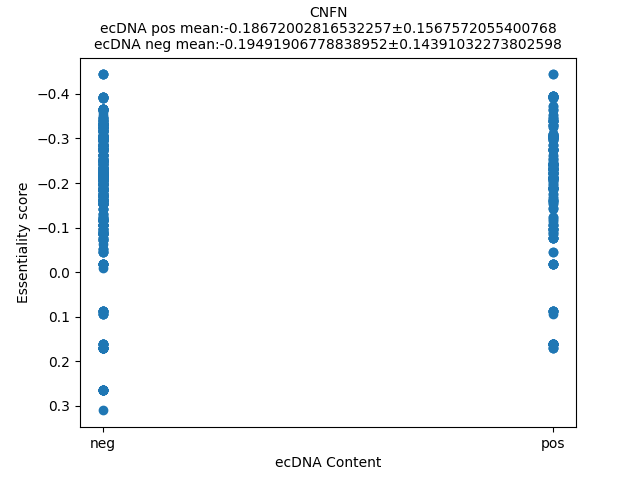 CNFN
ecDNA pos mean:-0.18672002816532257±0.1567572055400768
ecDNA neg mean:-0.19491906778838952±0.14391032273802598
−0.4
−0.3
−0.2
−0.1
0.0
0.1
0.2
0.3
Essentiality score
neg
pos
ecDNA Content